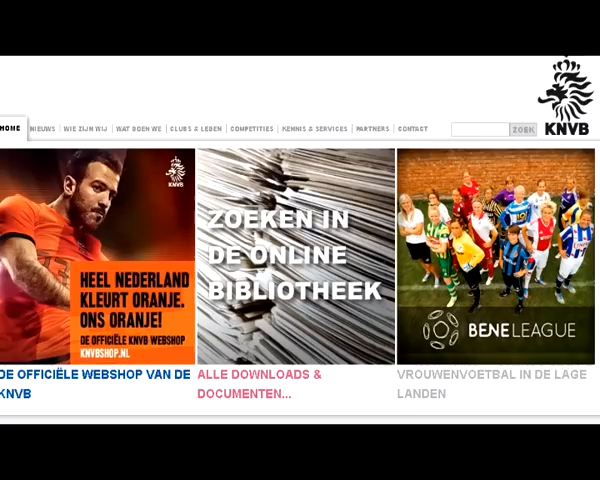 KNVB
HOME NIEUWS WIE ZIJN WIJ WAT DOEN WE CLUBS & LEDEN COMPETITIES KENNIS & SERVICES PARTNERS CONTACT ZOEK
KNVB
HEEL NEDERLAND
KLEURT ORANJE.
ONS ORANJE!
DE OFFICIËLE KNVB WEBSHOP
KNVBSHOP.NL
ZOEKEN IN
DE ONLINE
BIBLIOTHEEK
BENELEAGUE
DE OFFICIËLE WEBSHOP VAN DE
KNVB
ALLE DOWNLOADS &
DOCUMENTEN...
VROUWENVOETBAL IN DE LAGE
LANDEN